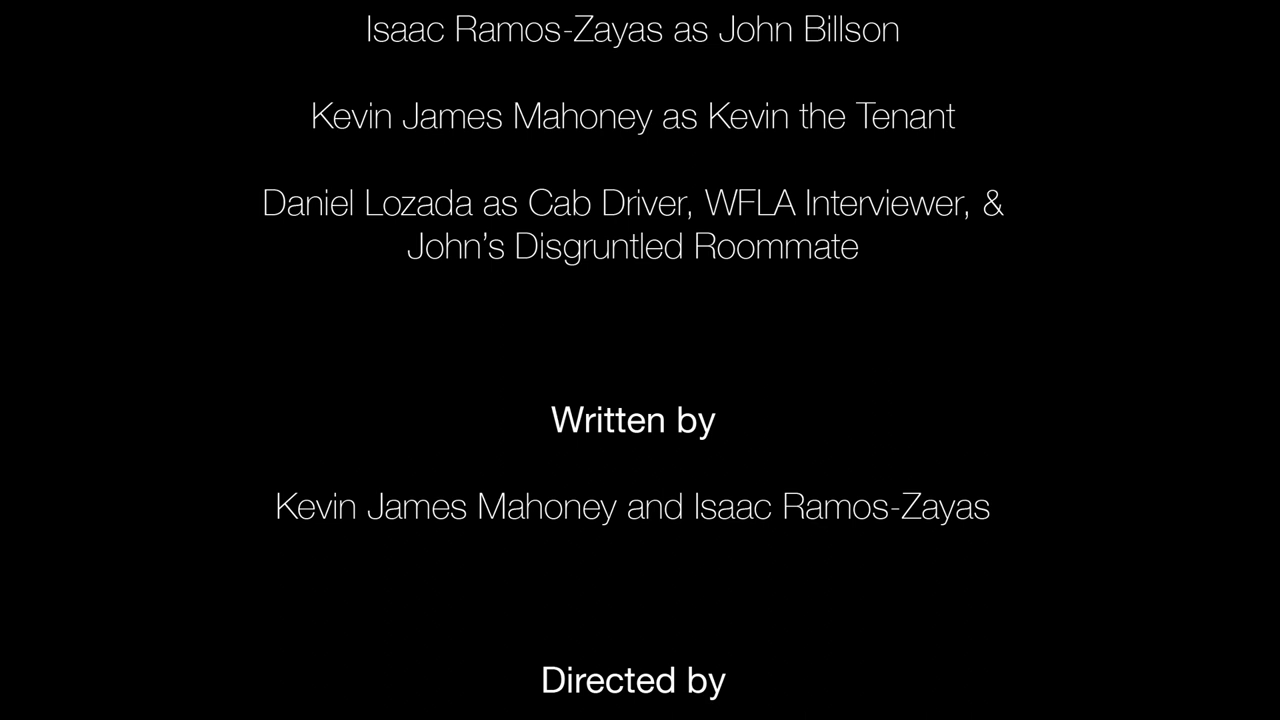 Isaac Ramos-Zayas as John Billson
Kevin James Mahoney as Kevin the Tenant
Daniel Lozada as Cab Driver, WFLA Interviewer, &
John’s Disgruntled Roommate
Written by
Kevin James Mahoney and Isaac Ramos-Zayas
Directed by